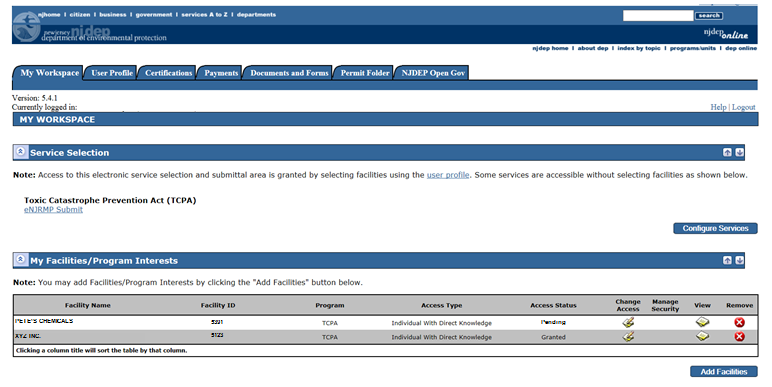 njhome | citizen | business | government | services A to Z | departments
search
newjersey njdep
department of environmental protection
njdep online
njdep home | about dep | index by topic | programs/units | dep online
My Workspace User Profile Certifications Payments Documents and Forms Permit Folder NJDEP Open Gov
Version: 5.4.1
Currently logged in:
Help | Logout
MY WORKSPACE
Service Selection
Note: Access to this electronic service selection and submittal area is granted by selecting facilities using the user profile. Some services are accessible without selecting facilities as shown below.
Toxic Catastrophe Prevention Act (TCPA)
eNJRMP Submit
Configure Services
My Facilities/Program Interests
Note: You may add Facilities/Program Interests by clicking the "Add Facilities" button below.
Facility Name Facility ID Program Access Type Access Status Change Access Manage Security View Remove
PETE'S CHEMICALS TCPA Individual With Direct Knowledge Pending
XYZ INC. 5123 TCPA Individual With Direct Knowledge Granted
Clicking a column title will sort the table by that column.
Add Facilities